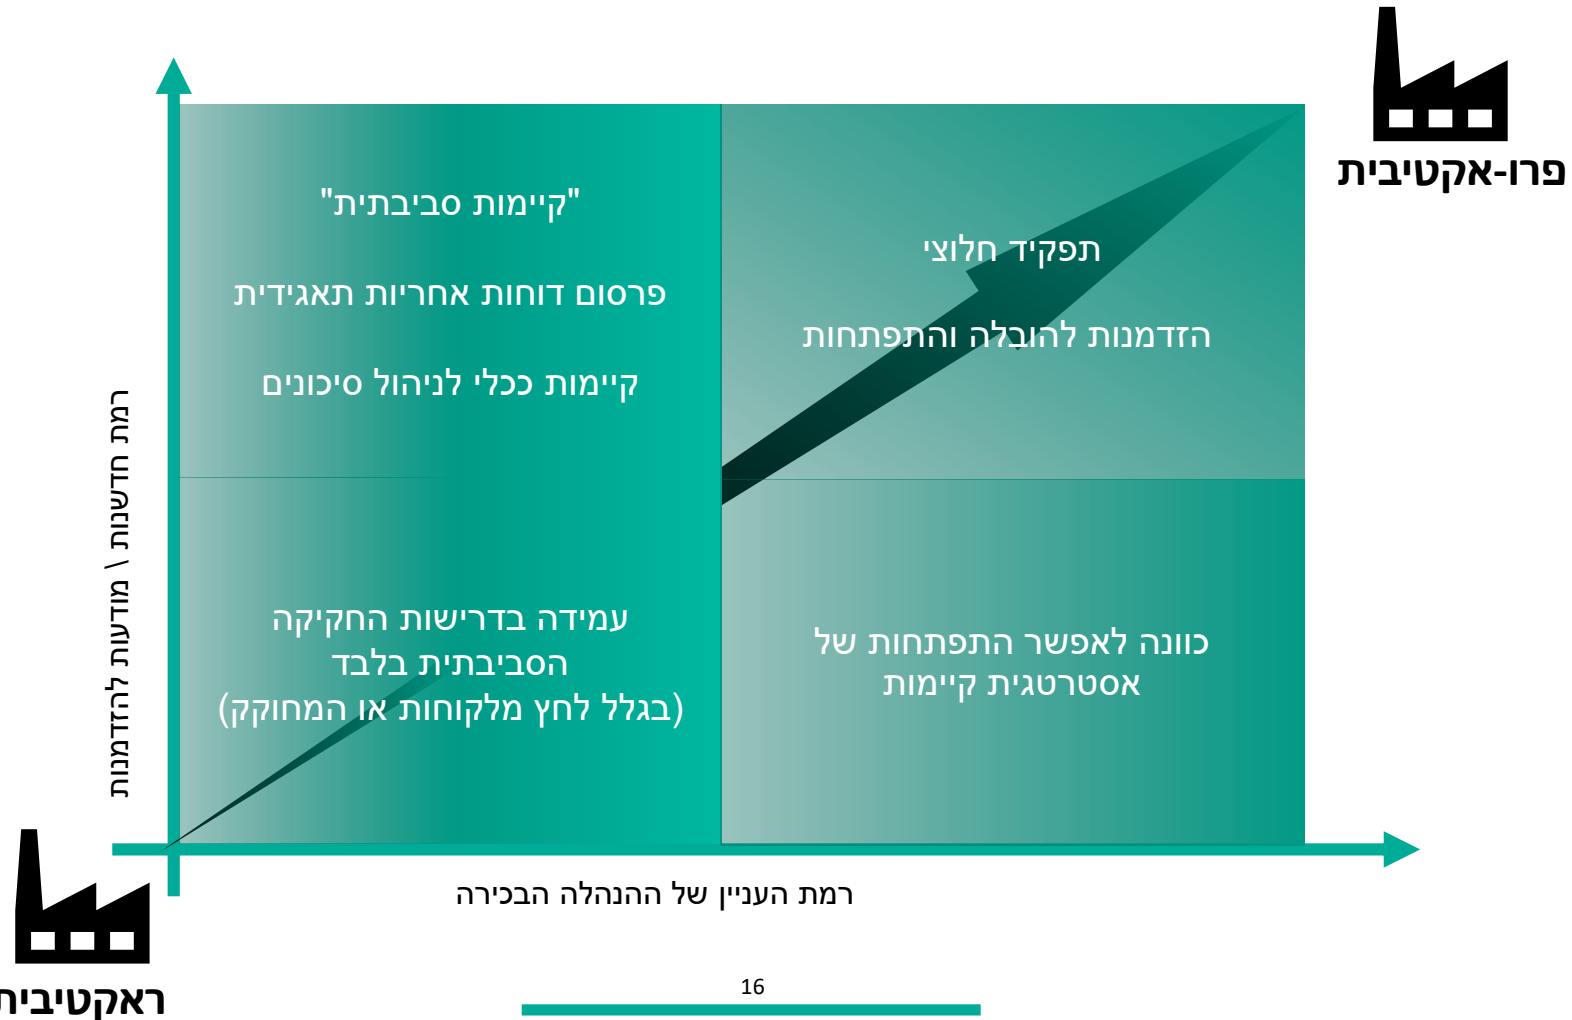 פרו-אקטיבית
"קיימות סביבתית"
פרסום דוחות אחריות תאגידית
קיימות ככלי לניהול סיכונים
תפקיד חלוצי
הזדמנות להובלה והתפתחות
עמידה בדרישות החקיקה
הסביבתית בלבד
(בגלל לחץ מלקוחות או המחוקק)
כוונה לאפשר התפתחות של
אסטרטגית קיימות
רמת חדשנות \ מודעות להזדמנות
רמת העניין של ההנהלה הבכירה
ראקטיבית
16